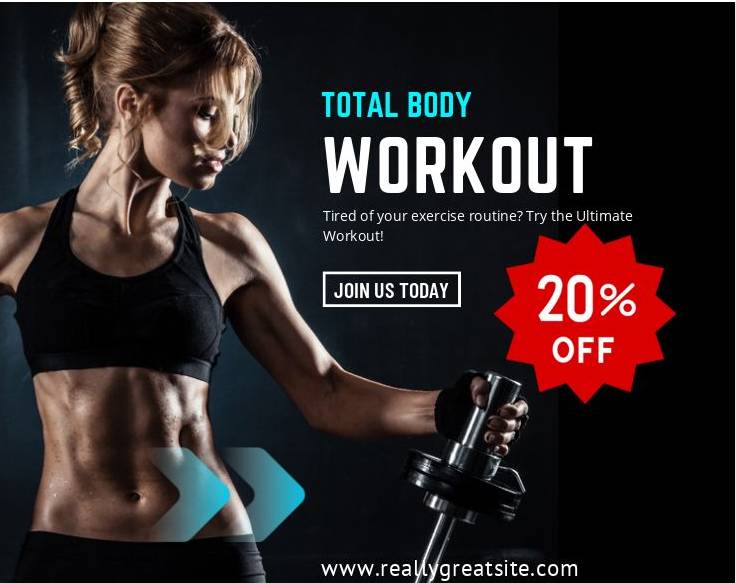 TOTAL BODY
WORKOUT
Tired of your exercise routine? Try the Ultimate
Workout!
JOIN US TODAY
20%
OFF
www.reallygreatsite.com